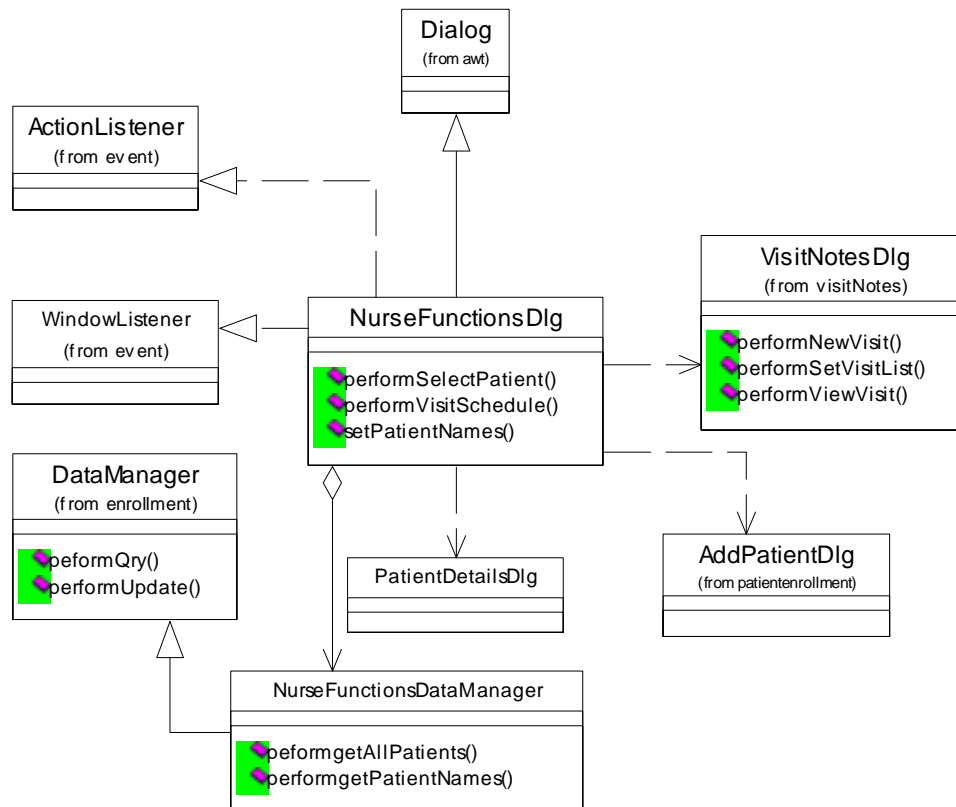 Dialog
(from awt)
ActionListener
(from event)
VisitNotesDlg
(from visitNotes)
performNewVisit()
performSetVisitList()
performViewVisit()
WindowListener
(from event)
NurseFunctionsDlg
performSelectPatient()
performVisitSchedule()
setPatientNames()
DataManager
(from enrollment)
peformQry()
performUpdate()
PatientDetailsDlg
AddPatientDlg
(from patientenrollment)
NurseFunctionsDataManager
peformgetAllPatients()
performgetPatientNames()